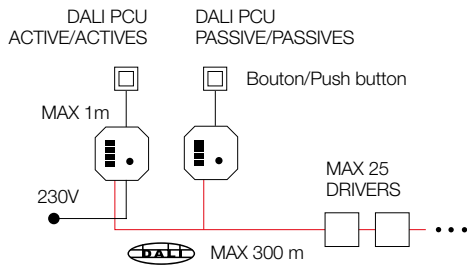 DALI PCU
ACTIVE/ACTIVES
DALI PCU
PASSIVE/PASSIVES
Bouton/Push button
MAX 1m
MAX 25
DRIVERS
230V
DALI
MAX 300 m